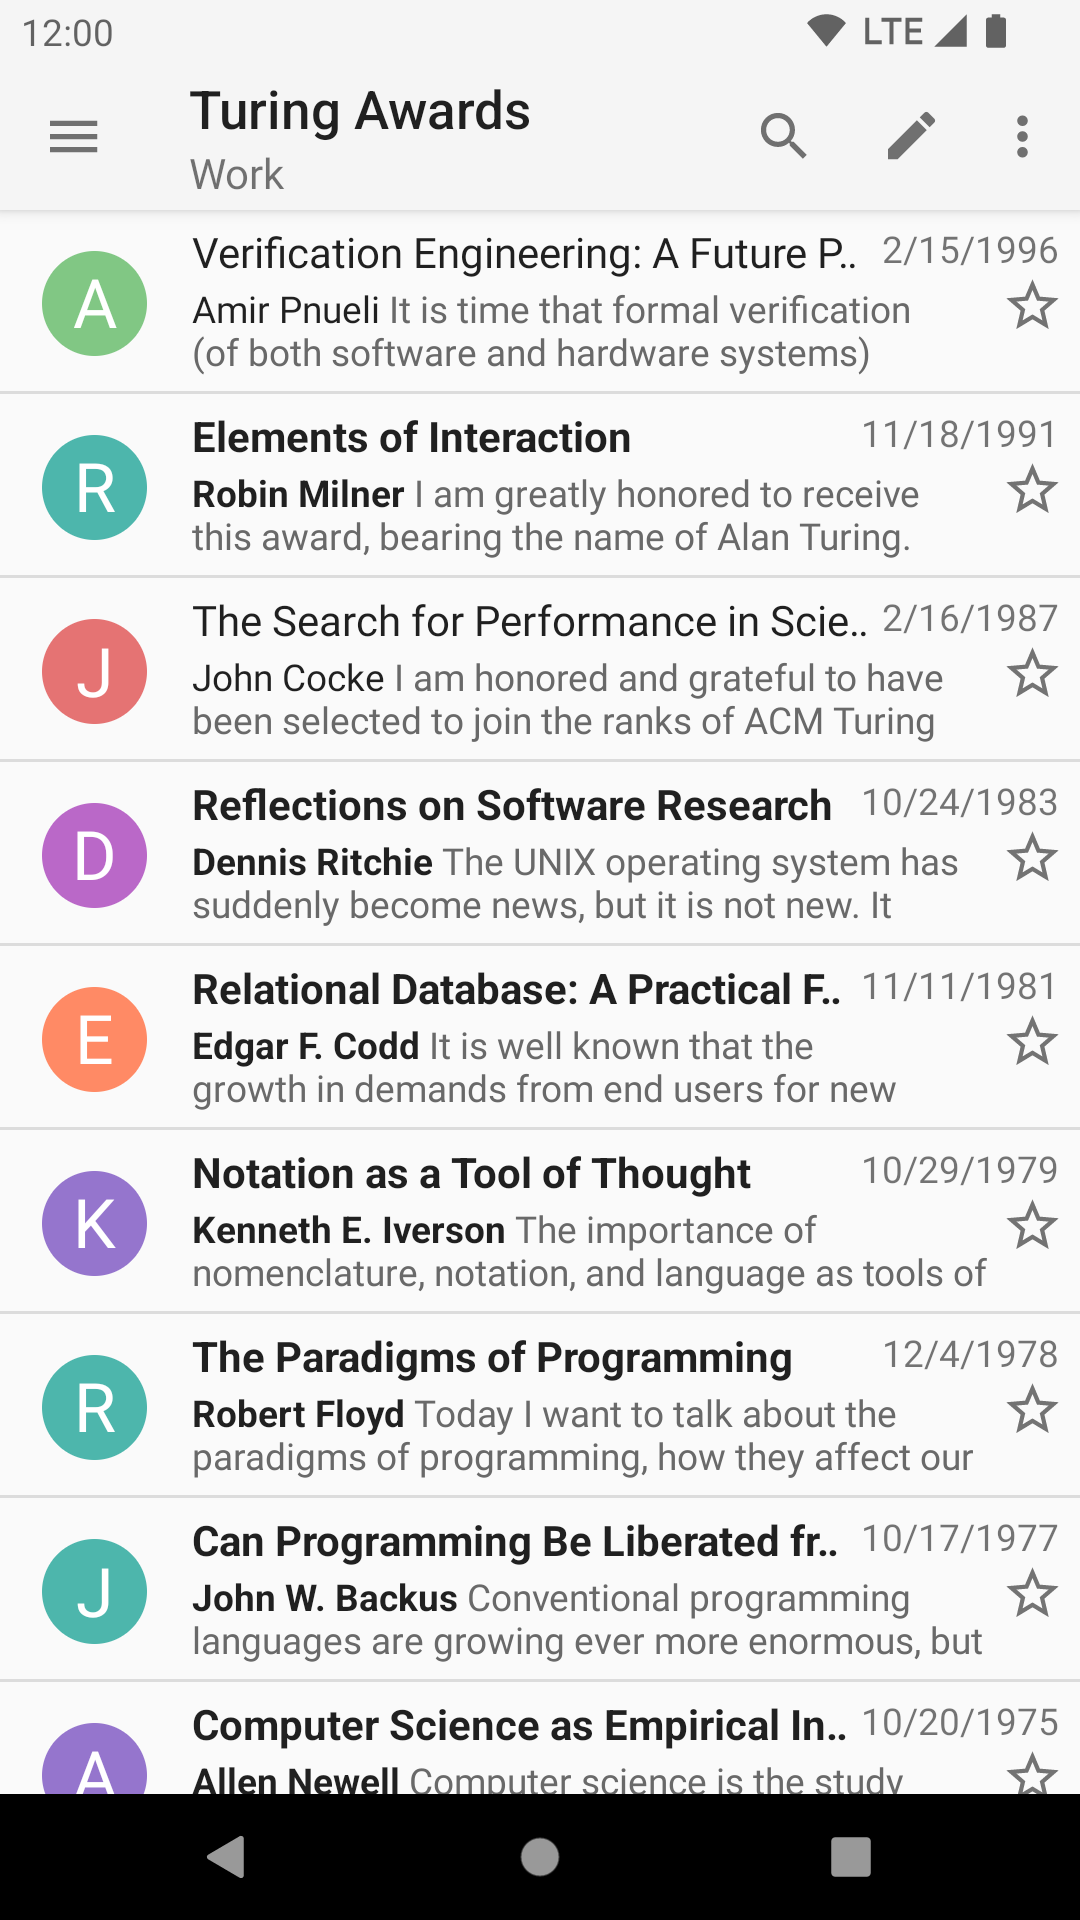 12:00 LTE
Turing Awards
Work
Verification Engineering: A Future P.. 2/15/1996
A
Amir Pnueli It is time that formal verification
(of both software and hardware systems)
Elements of Interaction 11/18/1991
R
Robin Milner I am greatly honored to receive
this award, bearing the name of Alan Turing.
The Search for Performance in Scie.. 2/16/1987
J
John Cocke I am honored and grateful to have
been selected to join the ranks of ACM Turing
Reflections on Software Research 10/24/1983
D
Dennis Ritchie The UNIX operating system has
suddenly become news, but it is not new. It
Relational Database: A Practical F.. 11/11/1981
E
Edgar F. Codd It is well known that the
growth in demands from end users for new
Notation as a Tool of Thought 10/29/1979
K
Kenneth E. Iverson The importance of
nomenclature, notation, and language as tools of
The Paradigms of Programming 12/4/1978
R
Robert Floyd Today I want to talk about the
paradigms of programming, how they affect our
Can Programming Be Liberated fr.. 10/17/1977
J
John W. Backus Conventional programming
languages are growing ever more enormous, but
Computer Science as Empirical In.. 10/20/1975
A
Allen Newell Computer science is the study